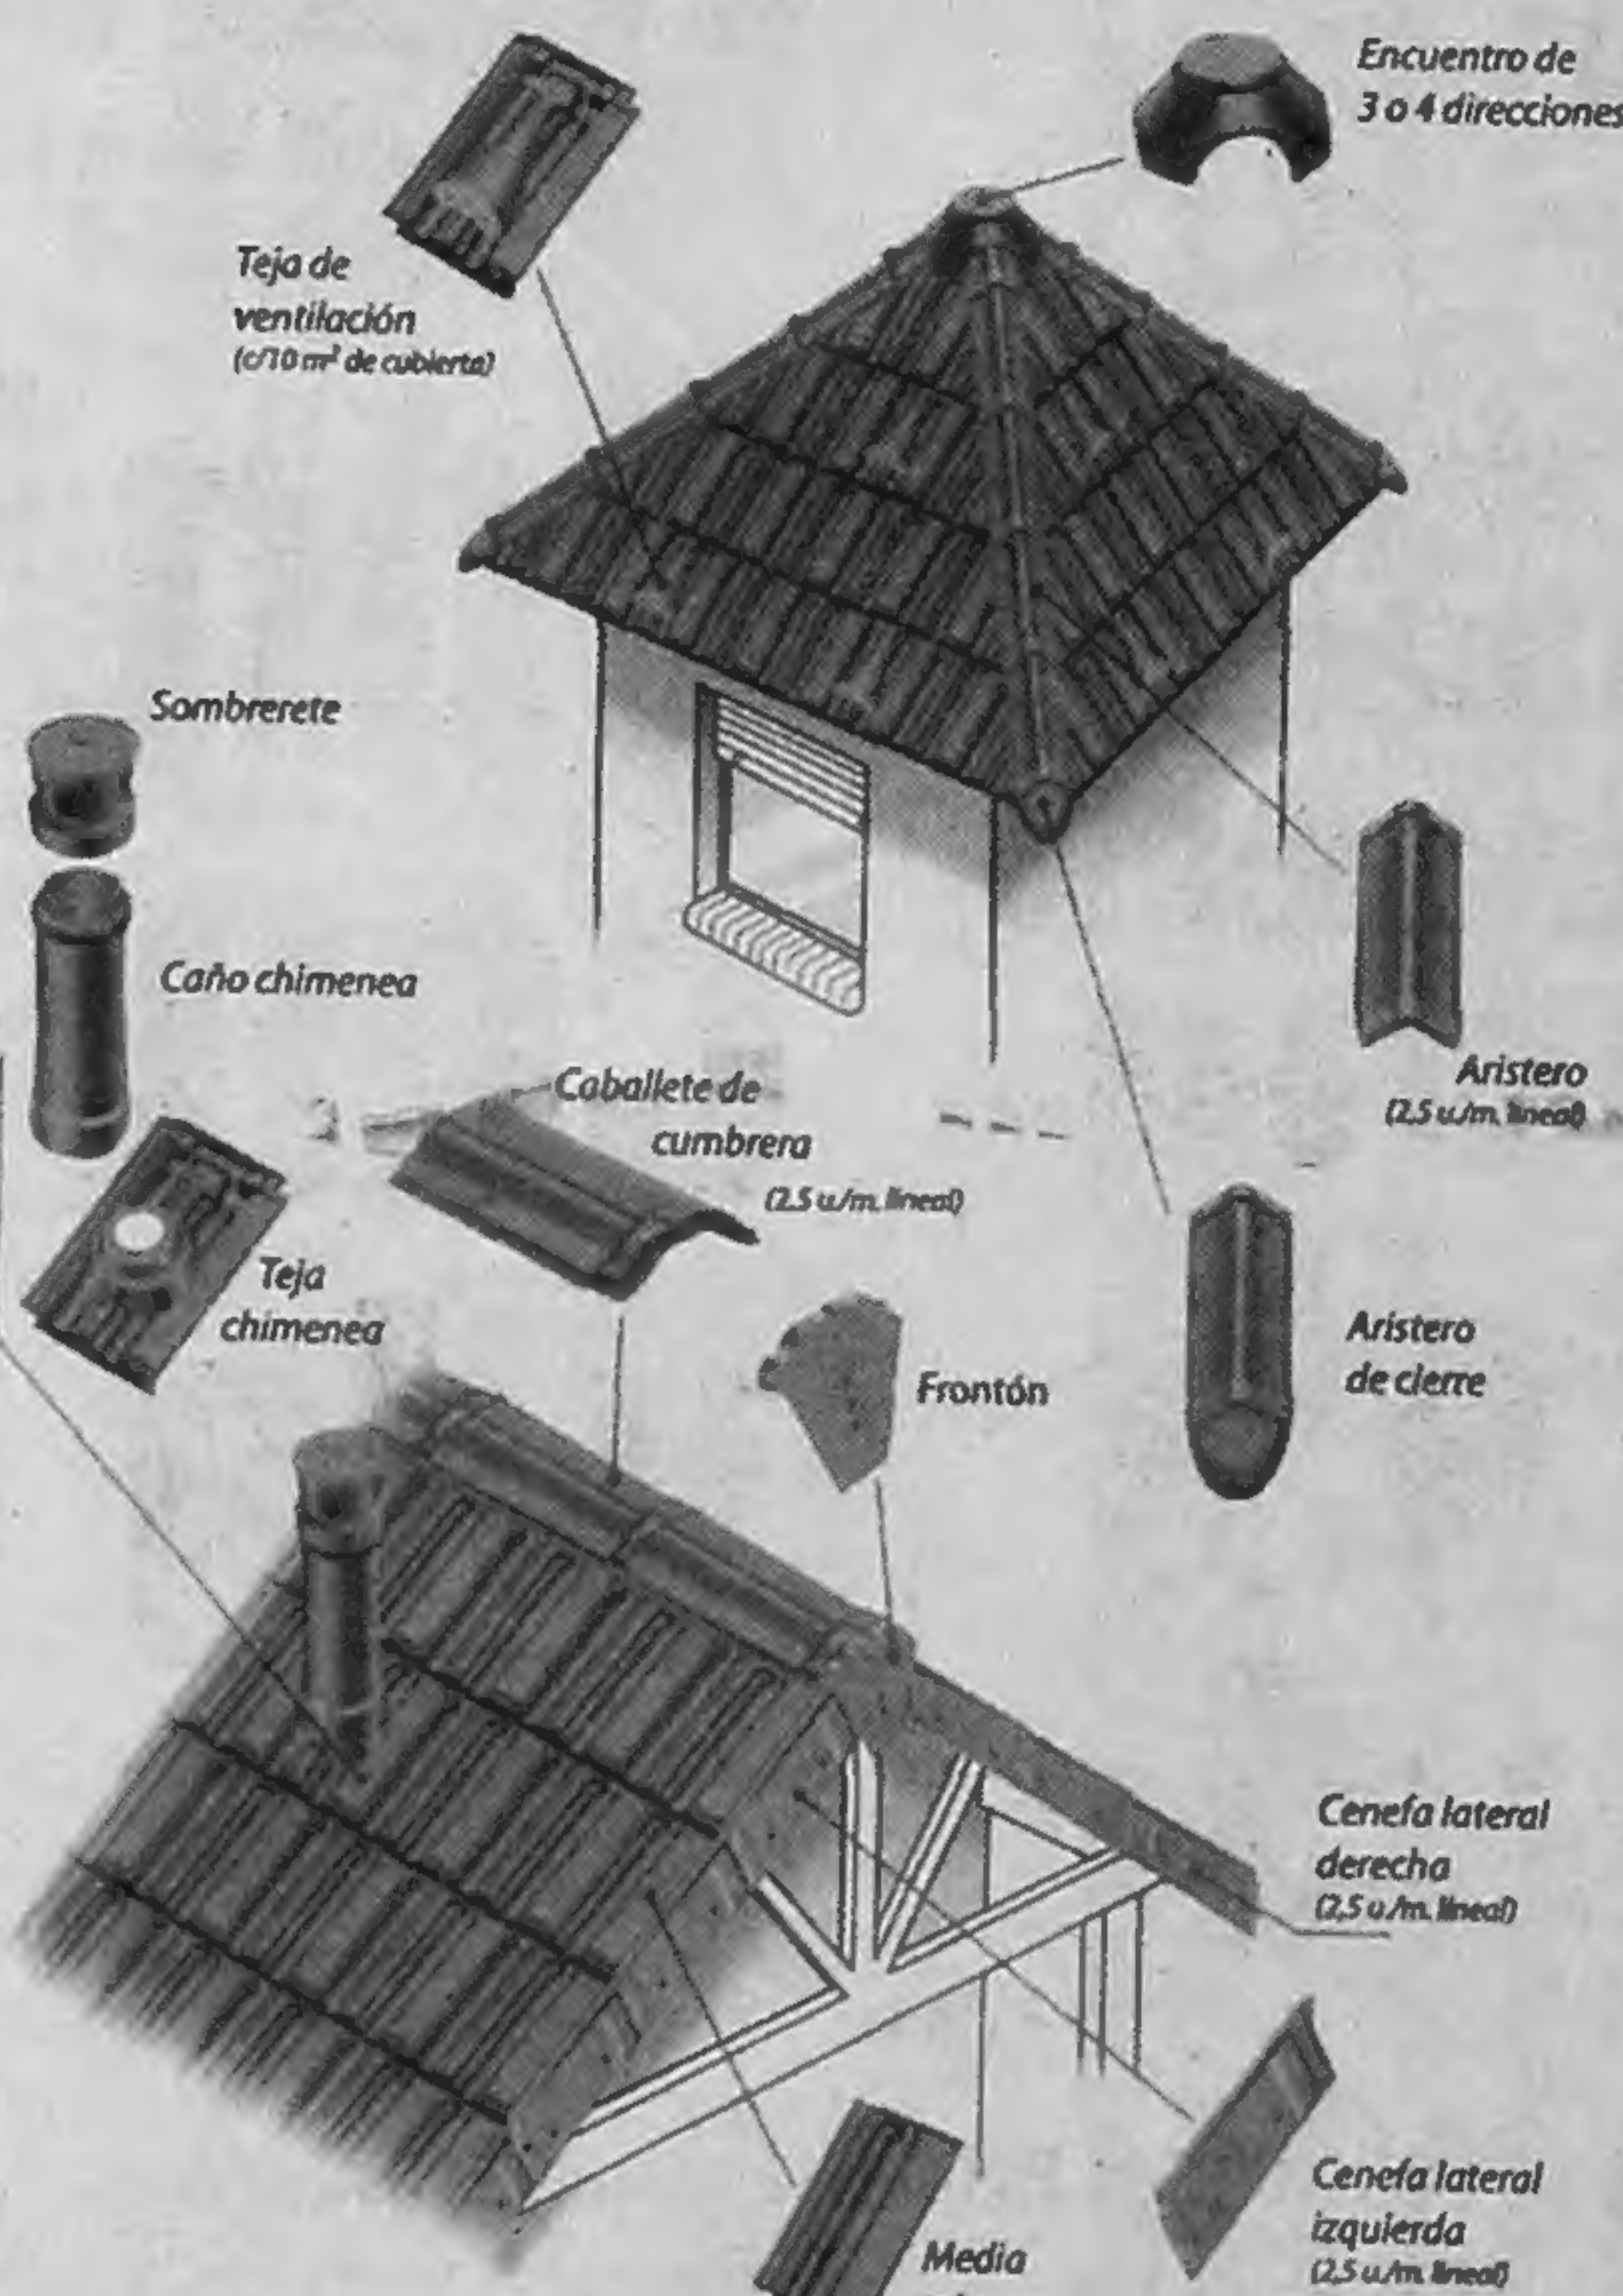 Encuentro de
3 o 4 direcciones
Teja de
ventilación
(c/10 m² de cubierta)
Sombrerete
Caño chimenea
Aristero
(2.5 u./m. lineal)
Caballete de
cumbrera
(2.5 u./m. lineal)
Teja
chimenea
Frontón
Aristero
de cierre
Cenefa lateral
derecha
(2,5 u./m. lineal)
Cenefa lateral
izquierda
(2,5 u./m. lineal)
Media